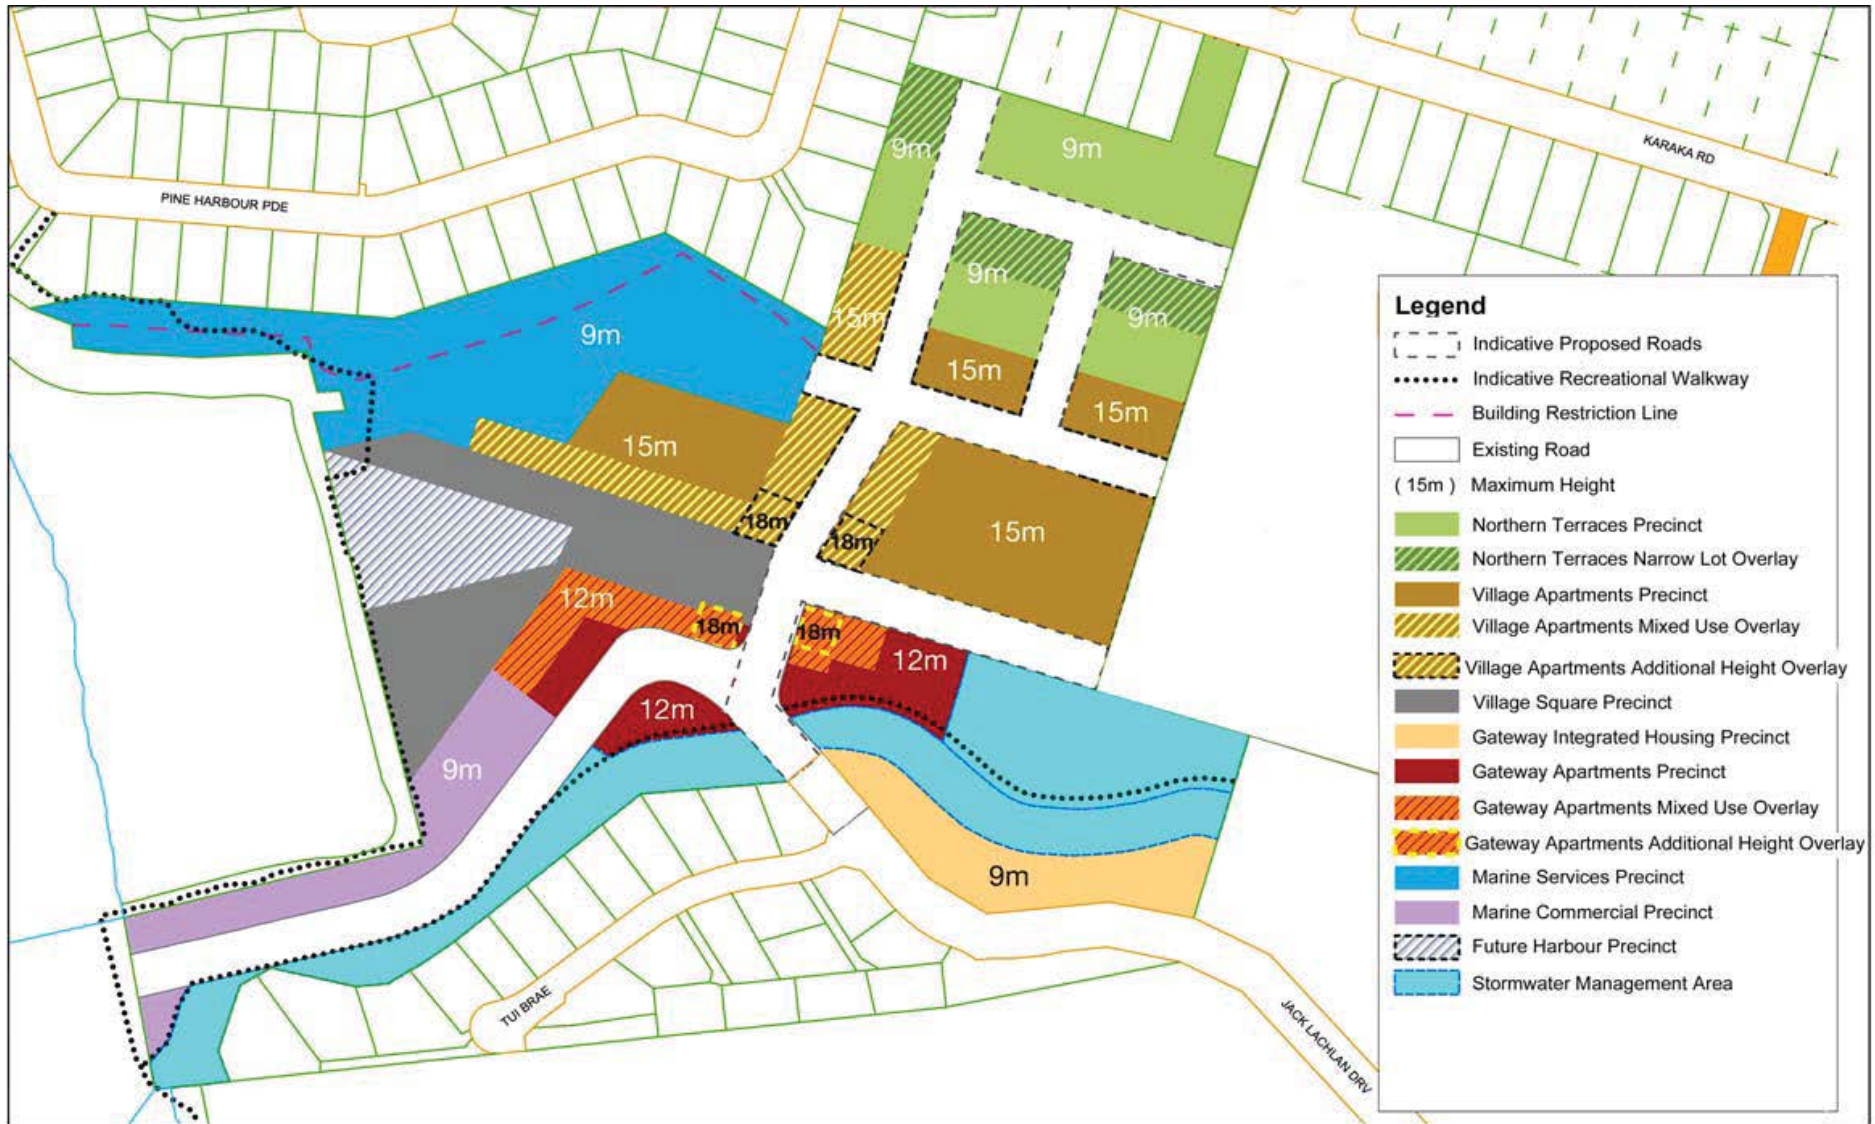 KARAKA RD
9m
9m
PINE HARBOUR PDE
9m
9m
15m
9m
15m
15m
15m
18m
18m
15m
12m
18m
18m
12m
12m
9m
9m
TUI BRAE
JACK LACHLAN DRV
Legend
Indicative Proposed Roads
Indicative Recreational Walkway
Building Restriction Line
Existing Road
( 15m ) Maximum Height
Northern Terraces Precinct
Northern Terraces Narrow Lot Overlay
Village Apartments Precinct
Village Apartments Mixed Use Overlay
Village Apartments Additional Height Overlay
Village Square Precinct
Gateway Integrated Housing Precinct
Gateway Apartments Precinct
Gateway Apartments Mixed Use Overlay
Gateway Apartments Additional Height Overlay
Marine Services Precinct
Marine Commercial Precinct
Future Harbour Precinct
Stormwater Management Area